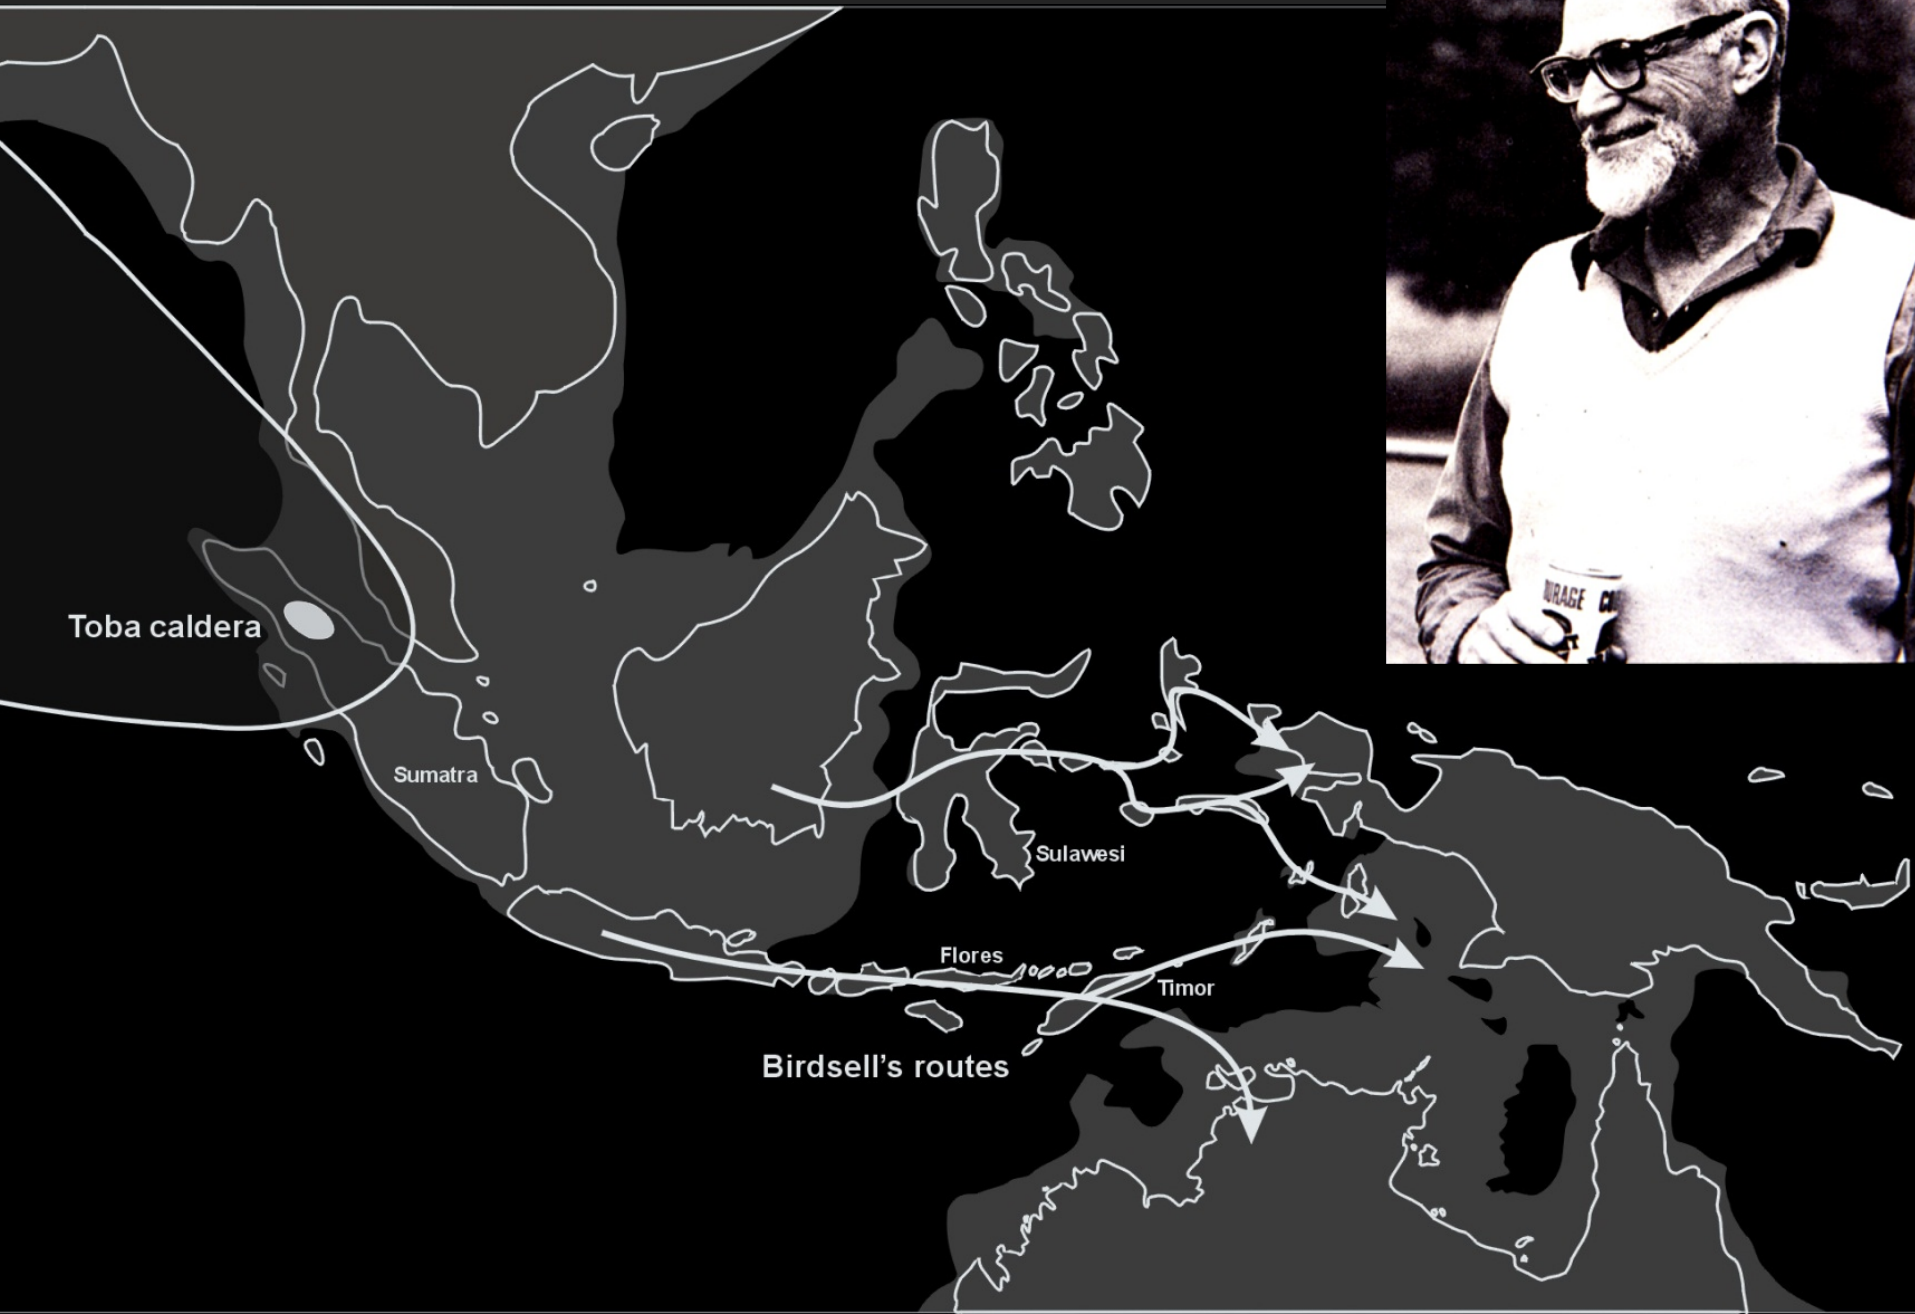 Toba caldera
Sumatra
Sulawesi
Flores
Timor
Birdsell’s routes